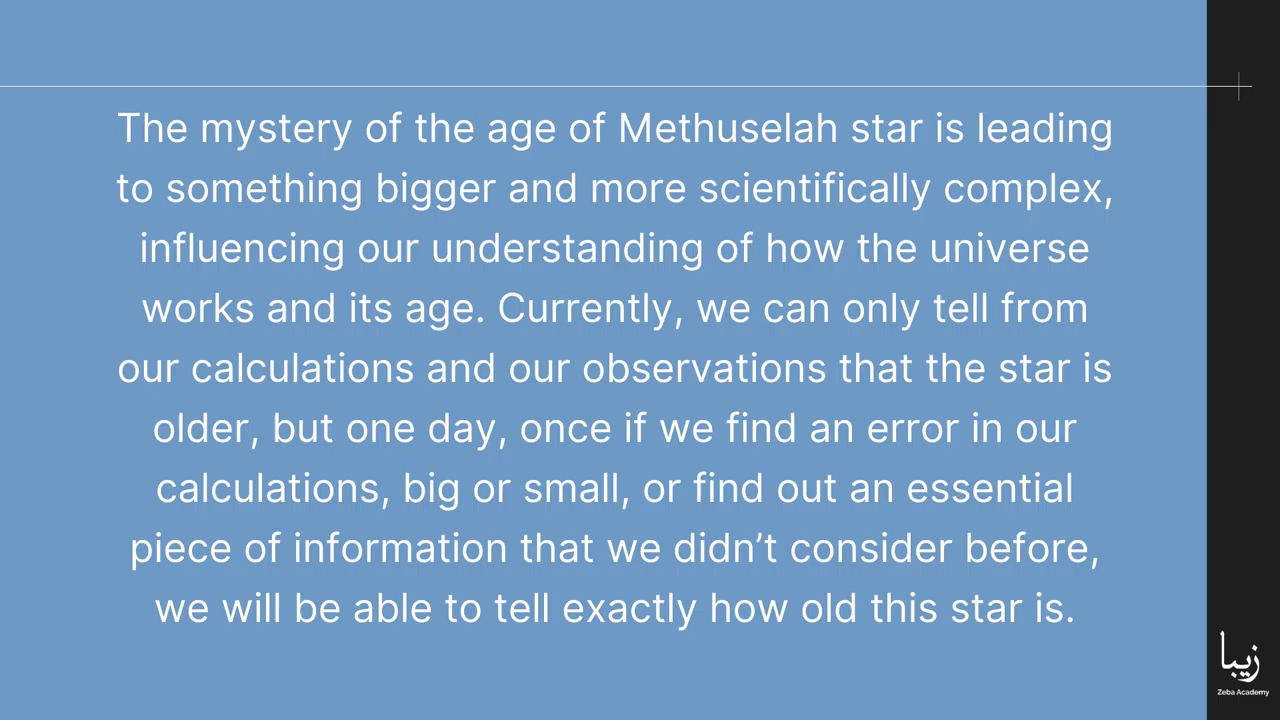 The mystery of the age of Methuselah star is leading
to something bigger and more scientifically complex,
influencing our understanding of how the universe
works and its age. Currently, we can only tell from
our calculations and our observations that the star is
older, but one day, once if we find an error in our
calculations, big or small, or find out an essential
piece of information that we didn’t consider before,
we will be able to tell exactly how old this star is.
زيبا
Zeba Academy